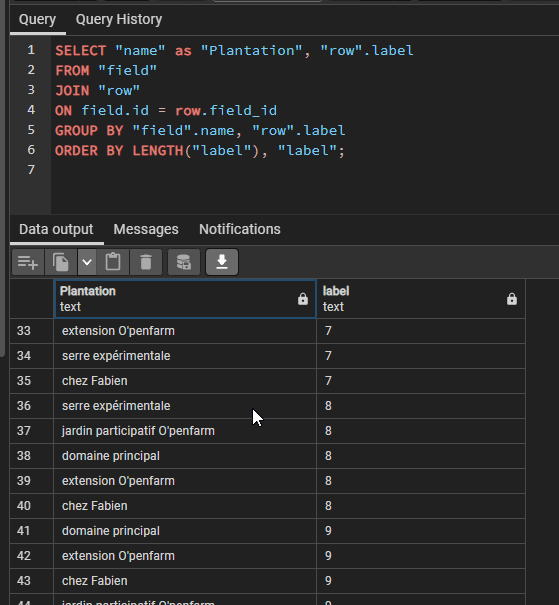 Query Query History
1 SELECT "name" as "Plantation", "row".label
2 FROM "field"
3 JOIN "row"
4 ON field.id = row.field_id
5 GROUP BY "field".name, "row".label
6 ORDER BY LENGTH("label"), "label";
7
Data output Messages Notifications
Plantation label
text text
33 extension O'penfarm 7
34 serre expérimentale 7
35 chez Fabien 7
36 serre expérimentale 8
37 jardin participatif O'penfarm 8
38 domaine principal 8
39 extension O'penfarm 8
40 chez Fabien 8
41 domaine principal 9
42 extension O'penfarm 9
43 chez Fabien 9
44 jardin participatif O'penfarm 9